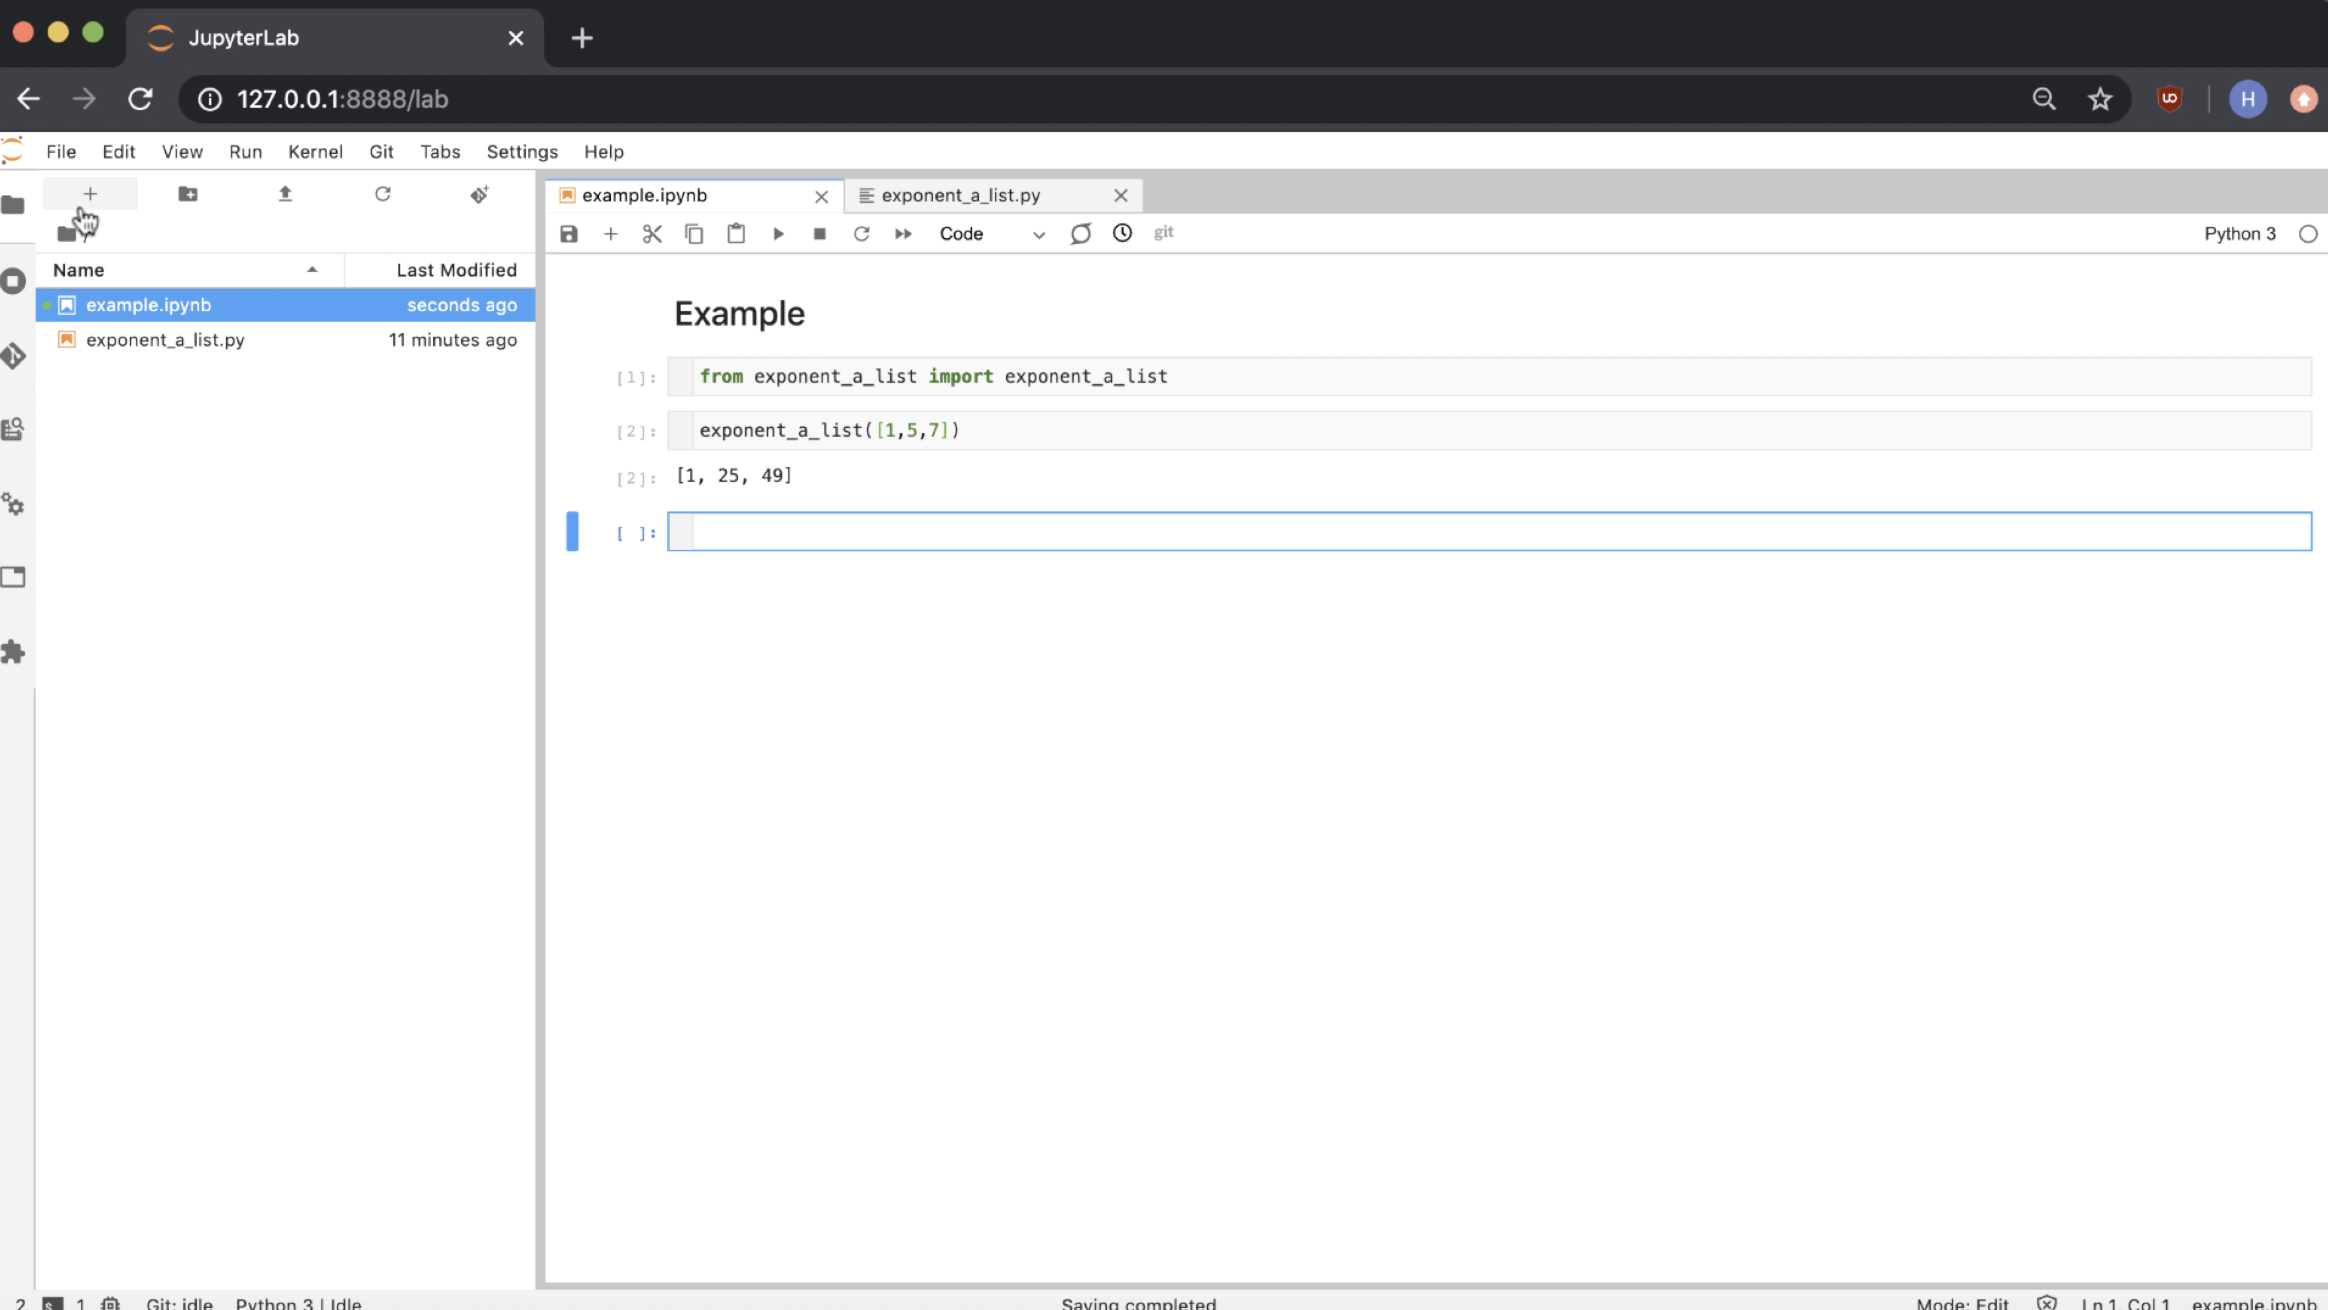 JupyterLab
127.0.0.1:8888/lab
H
File Edit View Run Kernel Git Tabs Settings Help
example.ipynb
exponent_a_list.py
/
Code
git
Python 3
Name
Last Modified
example.ipynb seconds ago
exponent_a_list.py 11 minutes ago
Example
[1]: from exponent_a_list import exponent_a_list
[2]: exponent_a_list([1,5,7])
[2]: [1, 25, 49]
[ ]:
2 $_ 1 Git: idle Python 3 | Idle Saving completed Mode: Edit Ln 1, Col 1 example.ipynb